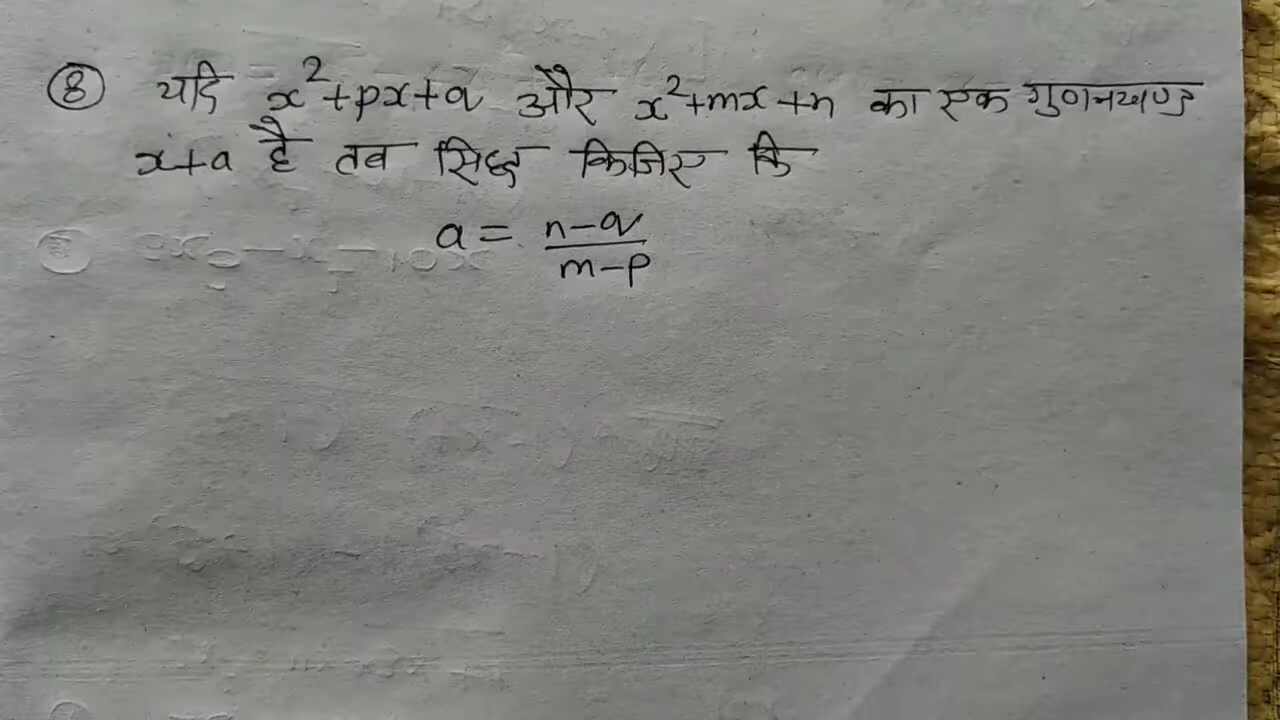 ⑧ यदि x²+px+q और x²+mx+n का एक गुणनखण्ड
x+a है तब सिद्ध किजिए कि
a = n-q
m-p